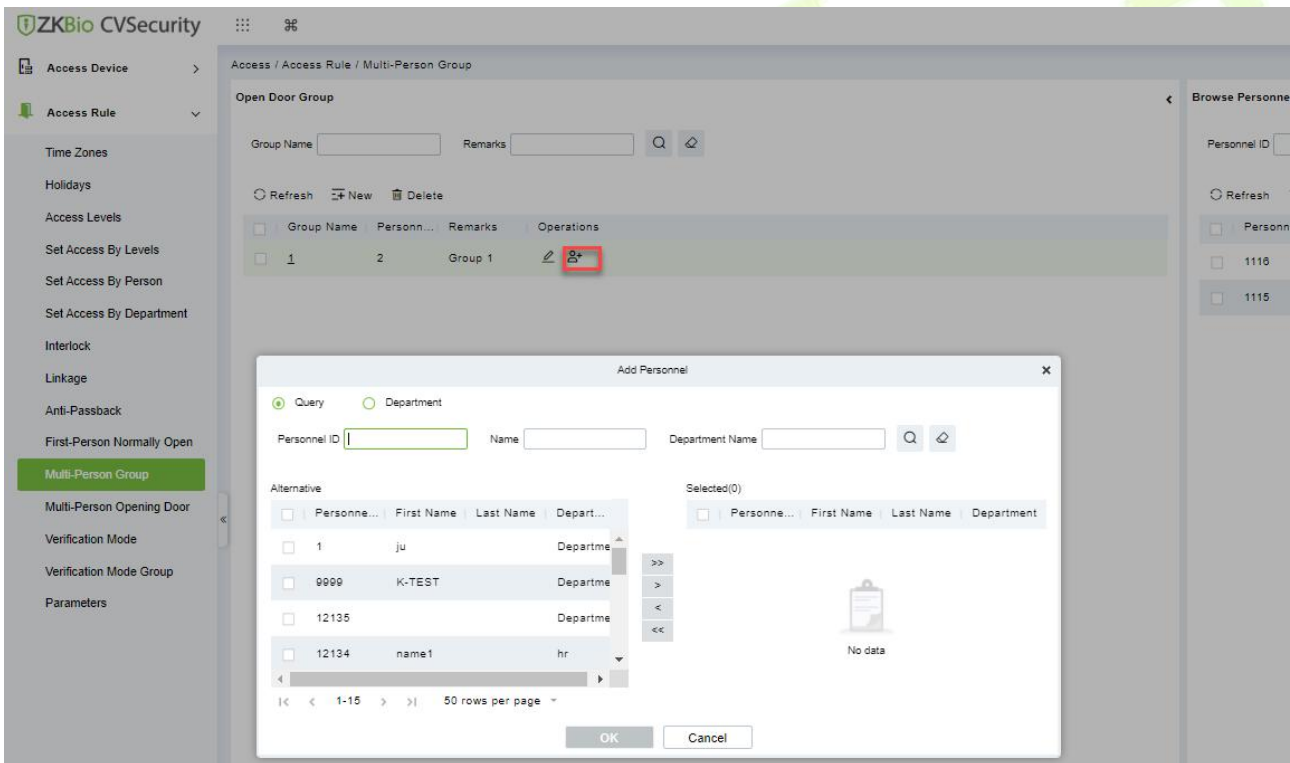 ZKBio CVSecurity
Access Device
Access Rule
Time Zones
Holidays
Access Levels
Set Access By Levels
Set Access By Person
Set Access By Department
Interlock
Linkage
Anti-Passback
First-Person Normally Open
Multi-Person Group
Multi-Person Opening Door
Verification Mode
Verification Mode Group
Parameters
Access / Access Rule / Multi-Person Group
Open Door Group
Group Name Remarks
Refresh New Delete
Group Name Personn... Remarks Operations
1 2 Group 1
Browse Personne
Personnel ID
Refresh
Personn
1116
1115
Add Personnel
Query Department
Personnel ID Name Department Name
Alternative
Personne... First Name Last Name Depart...
1 ju Departme
9999 K-TEST Departme
12135 Departme
12134 name1 hr
|< < 1-15 > >| 50 rows per page
>>
>
<
<<
Selected(0)
Personne... First Name Last Name Department
No data
OK Cancel